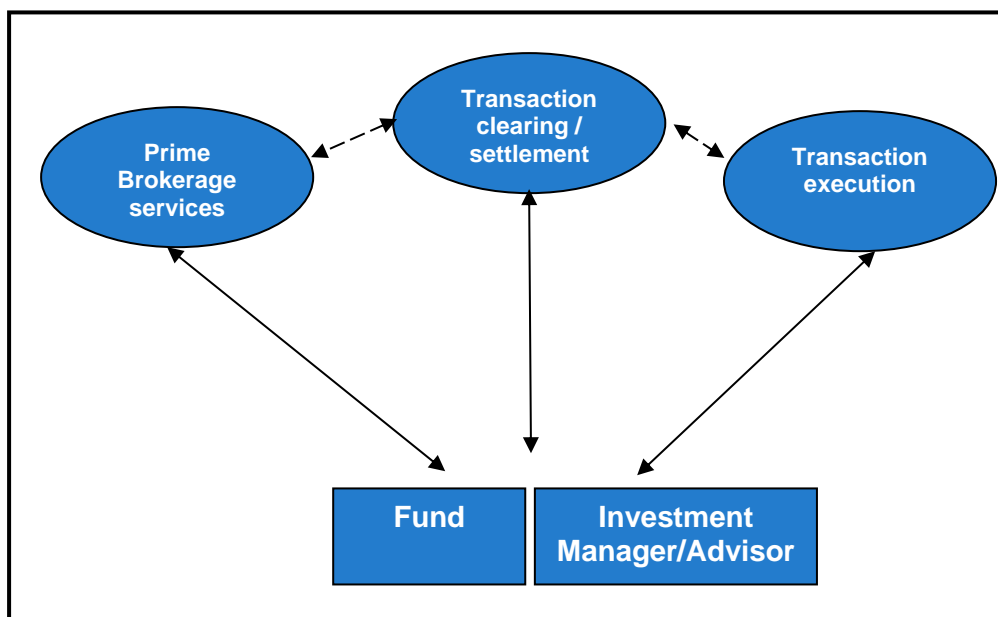 Prime
Brokerage
services
Transaction
clearing /
settlement
Transaction
execution
Fund
Investment
Manager/Advisor